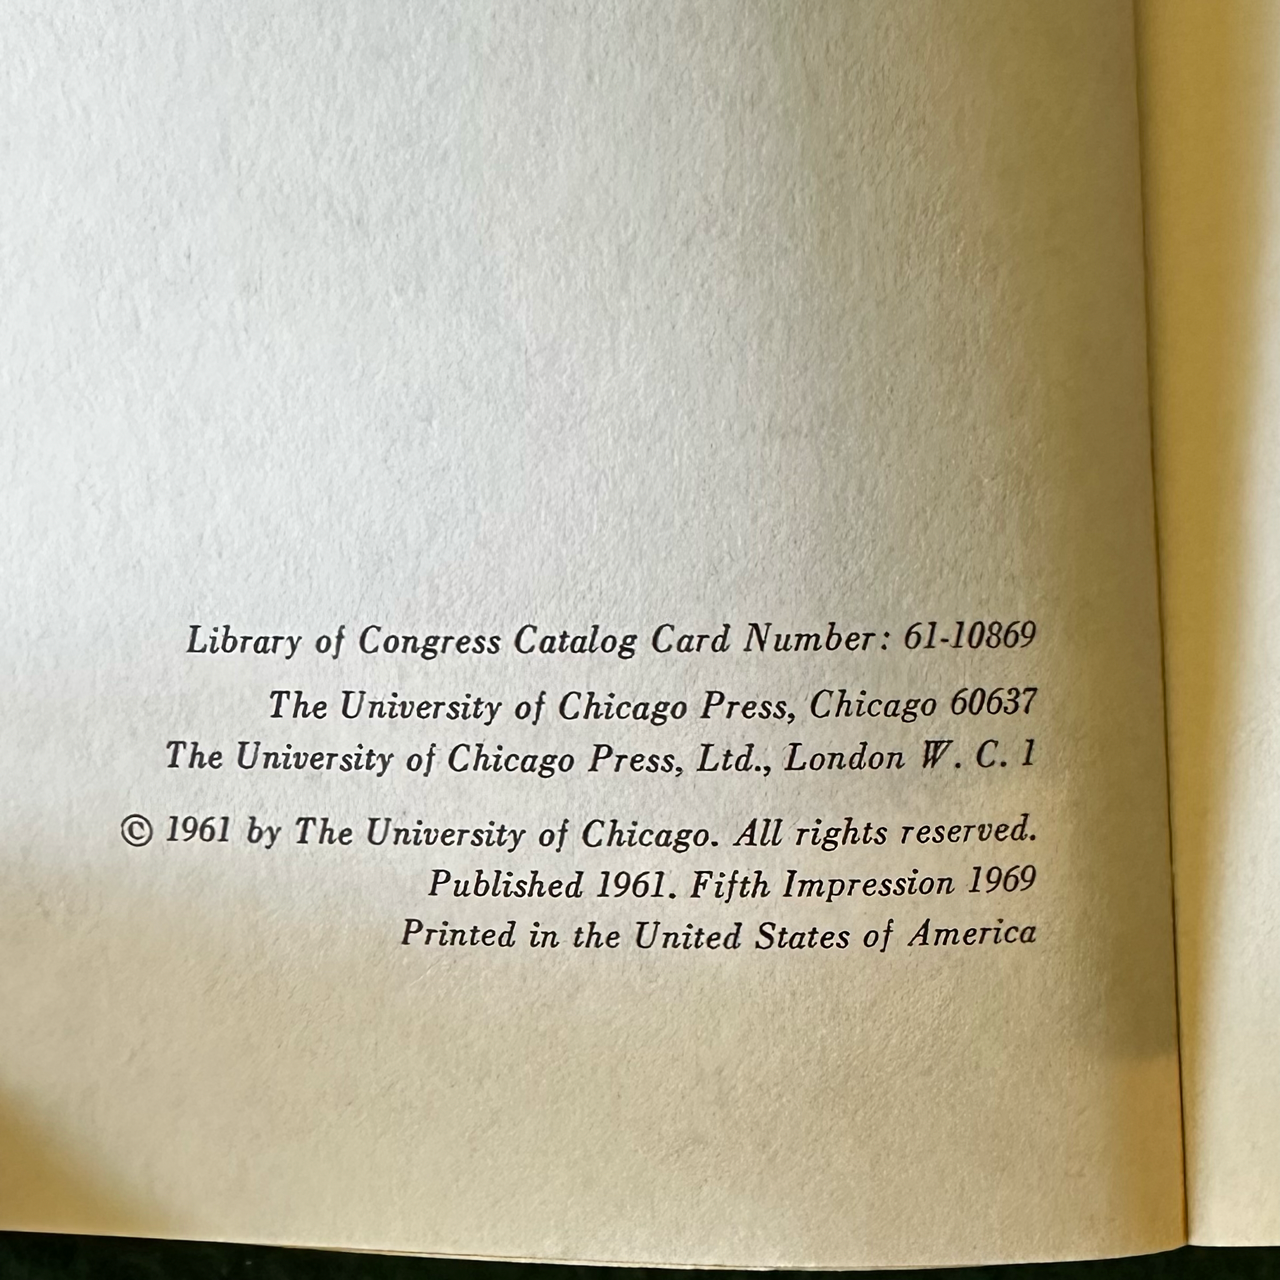 Library of Congress Catalog Card Number: 61-10869
The University of Chicago Press, Chicago 60637
The University of Chicago Press, Ltd., London W. C. 1
© 1961 by The University of Chicago. All rights reserved.
Published 1961. Fifth Impression 1969
Printed in the United States of America